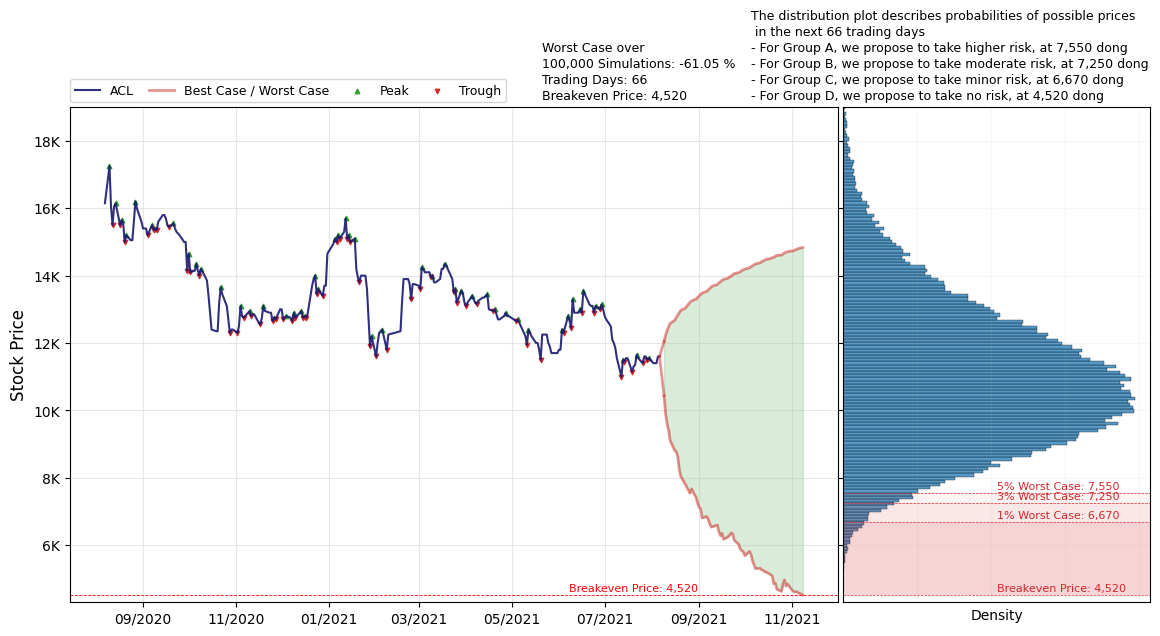 The distribution plot describes probabilities of possible prices
in the next 66 trading days
- For Group A, we propose to take higher risk, at 7,550 dong
- For Group B, we propose to take moderate risk, at 7,250 dong
- For Group C, we propose to take minor risk, at 6,670 dong
- For Group D, we propose to take no risk, at 4,520 dong
Worst Case over
100,000 Simulations: -61.05 %
Trading Days: 66
Breakeven Price: 4,520
ACL
Best Case / Worst Case
Peak
Trough
Stock Price
18K
16K
14K
12K
10K
8K
6K
Breakeven Price: 4,520
09/2020
11/2020
01/2021
03/2021
05/2021
07/2021
09/2021
11/2021
5% Worst Case: 7,550
3% Worst Case: 7,250
1% Worst Case: 6,670
Breakeven Price: 4,520
Density